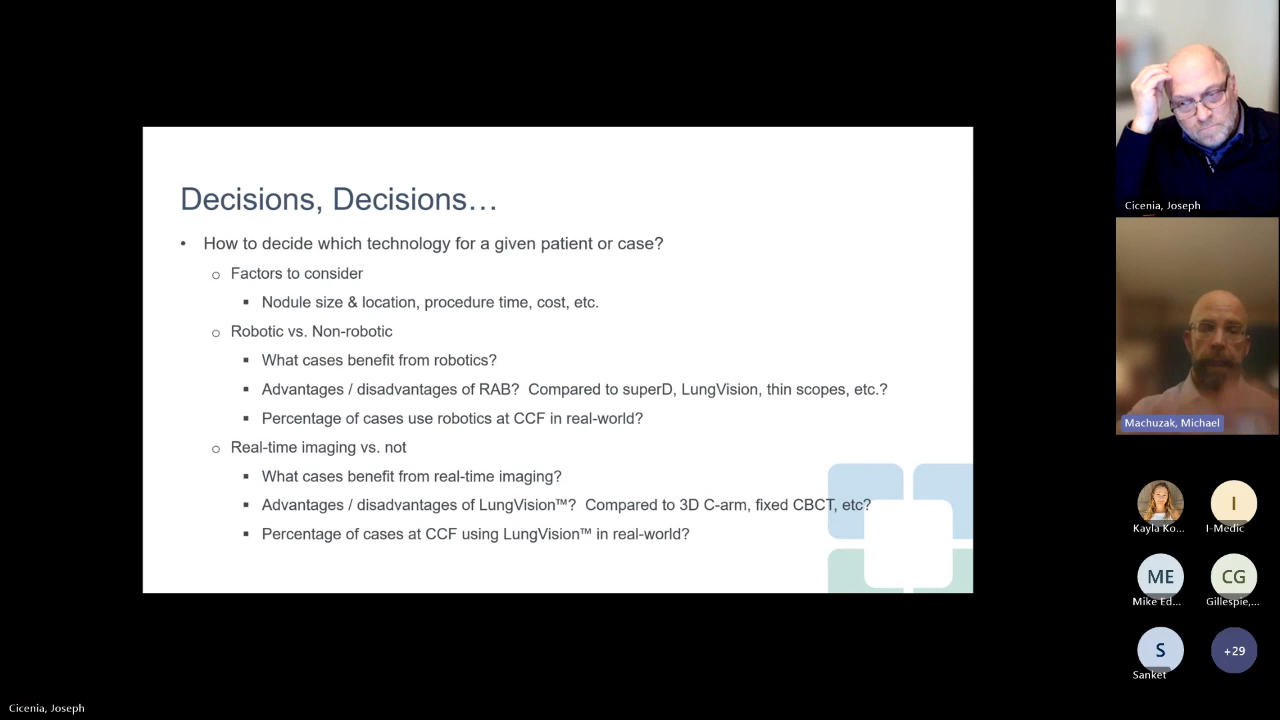 Decisions, Decisions…
• How to decide which technology for a given patient or case?
o Factors to consider
▪ Nodule size & location, procedure time, cost, etc.
o Robotic vs. Non-robotic
▪ What cases benefit from robotics?
▪ Advantages / disadvantages of RAB?  Compared to superD, LungVision, thin scopes, etc.?
▪ Percentage of cases use robotics at CCF in real-world?
o Real-time imaging vs. not
▪ What cases benefit from real-time imaging?
▪ Advantages / disadvantages of LungVision™?  Compared to 3D C-arm, fixed CBCT, etc?
▪ Percentage of cases at CCF using LungVision™ in real-world?
Cicenia, Joseph
Machuzak, Michael
Kayla Ko...
I
I-Medic
ME
Mike Ed...
CG
Gillespie,...
S
Sanket
+29
Cicenia, Joseph